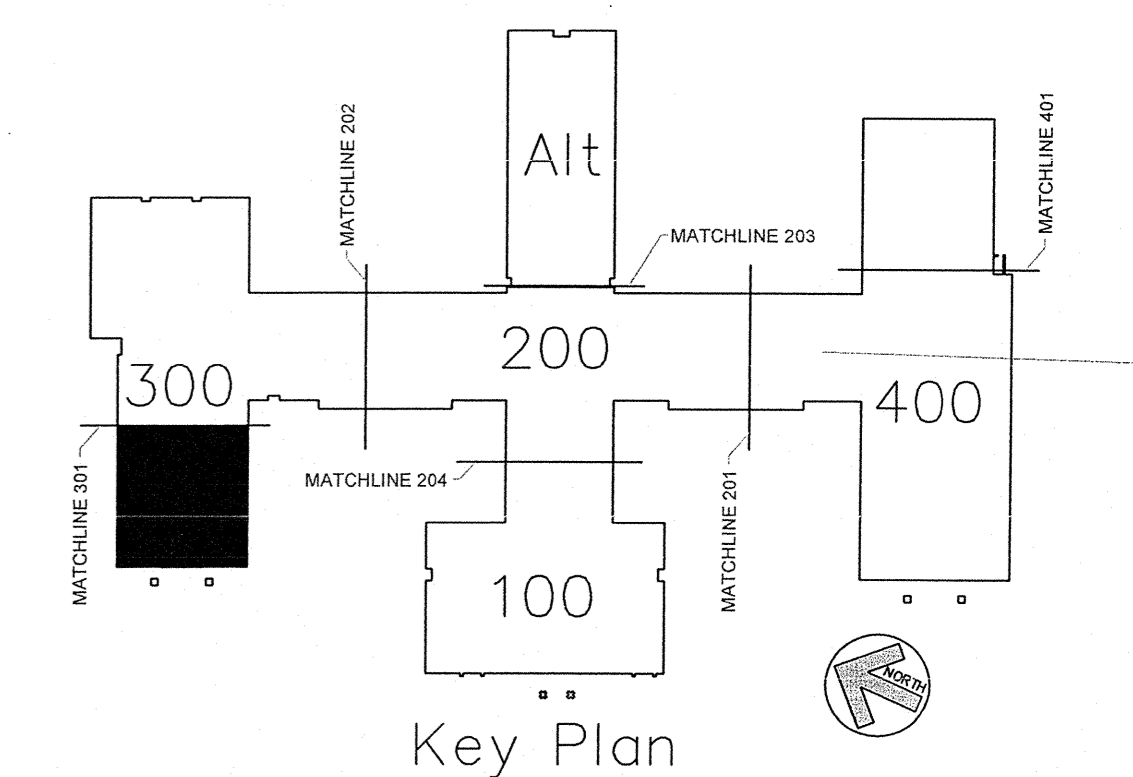 Alt
MATCHLINE 202
MATCHLINE 401
MATCHLINE 203
200
300
400
MATCHLINE 301
MATCHLINE 204
MATCHLINE 201
100
NORTH
Key Plan